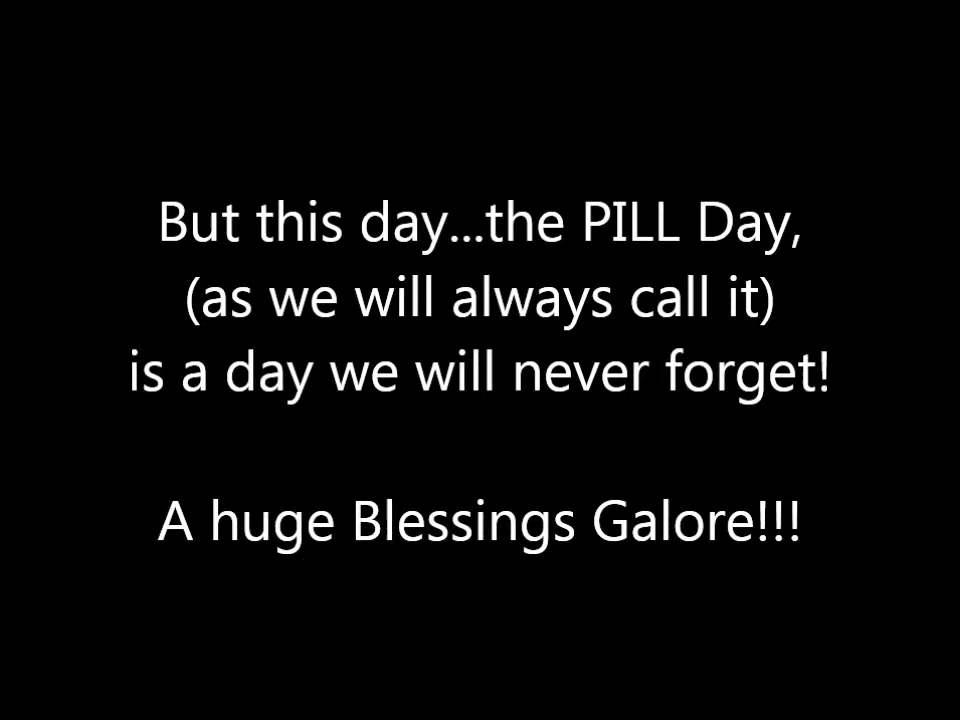 But this day...the PILL Day,
(as we will always call it)
is a day we will never forget!
A huge Blessings Galore!!!